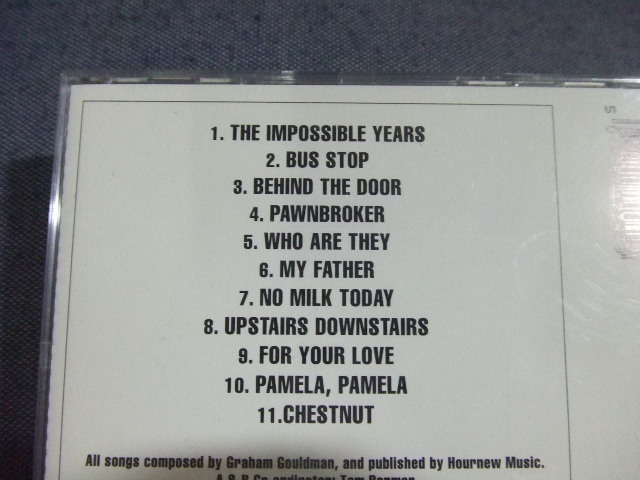 1. THE IMPOSSIBLE YEARS
2. BUS STOP
3. BEHIND THE DOOR
4. PAWNBROKER
5. WHO ARE THEY
6. MY FATHER
7. NO MILK TODAY
8. UPSTAIRS DOWNSTAIRS
9. FOR YOUR LOVE
10. PAMELA, PAMELA
11.CHESTNUT
All songs composed by Graham Gouldman, and published by Hournew Music.